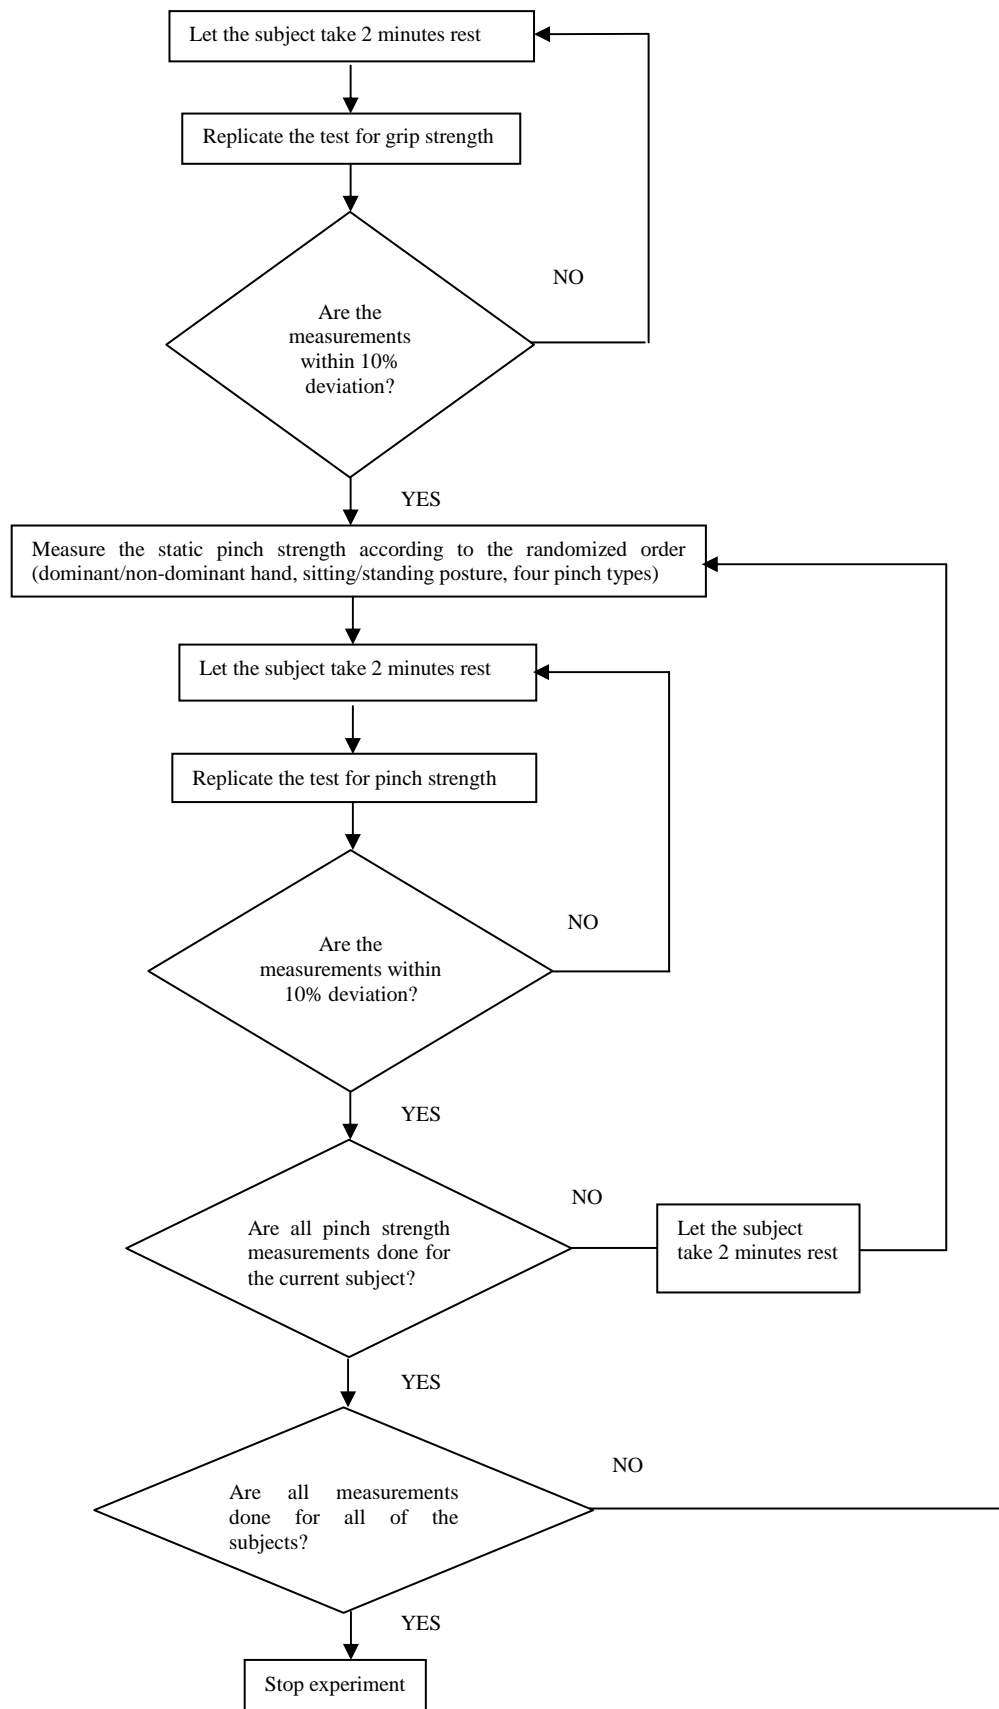 Let the subject take 2 minutes rest
Replicate the test for grip strength
NO
Are the
measurements
within 10%
deviation?
YES
Measure the static pinch strength according to the randomized order
(dominant/non-dominant hand, sitting/standing posture, four pinch types)
Let the subject take 2 minutes rest
Replicate the test for pinch strength
NO
Are the
measurements within
10% deviation?
YES
NO
Are all pinch strength
measurements done for
the current subject?
Let the subject
take 2 minutes rest
YES
NO
Are all measurements
done for all of the
subjects?
YES
Stop experiment